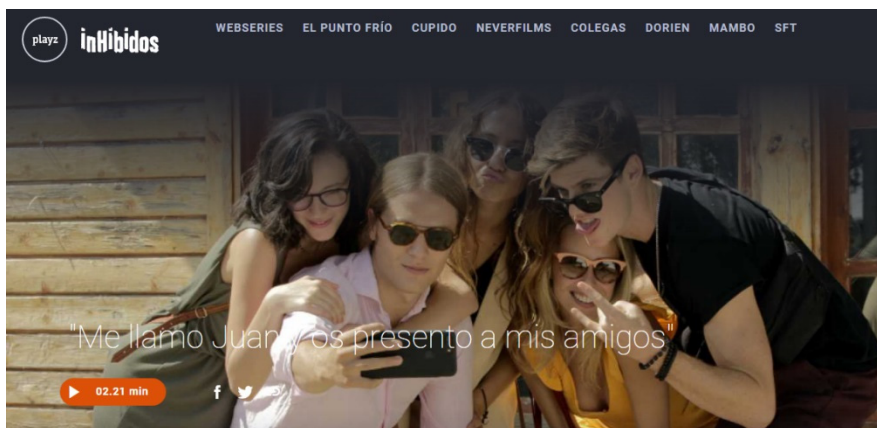 playz
inHíbidos
WEBSERIES EL PUNTO FRÍO CUPIDO NEVERFILMS COLEGAS DORIEN MAMBO SFT
"Me llamo Juan y os presento a mis amigos"
02.21 min